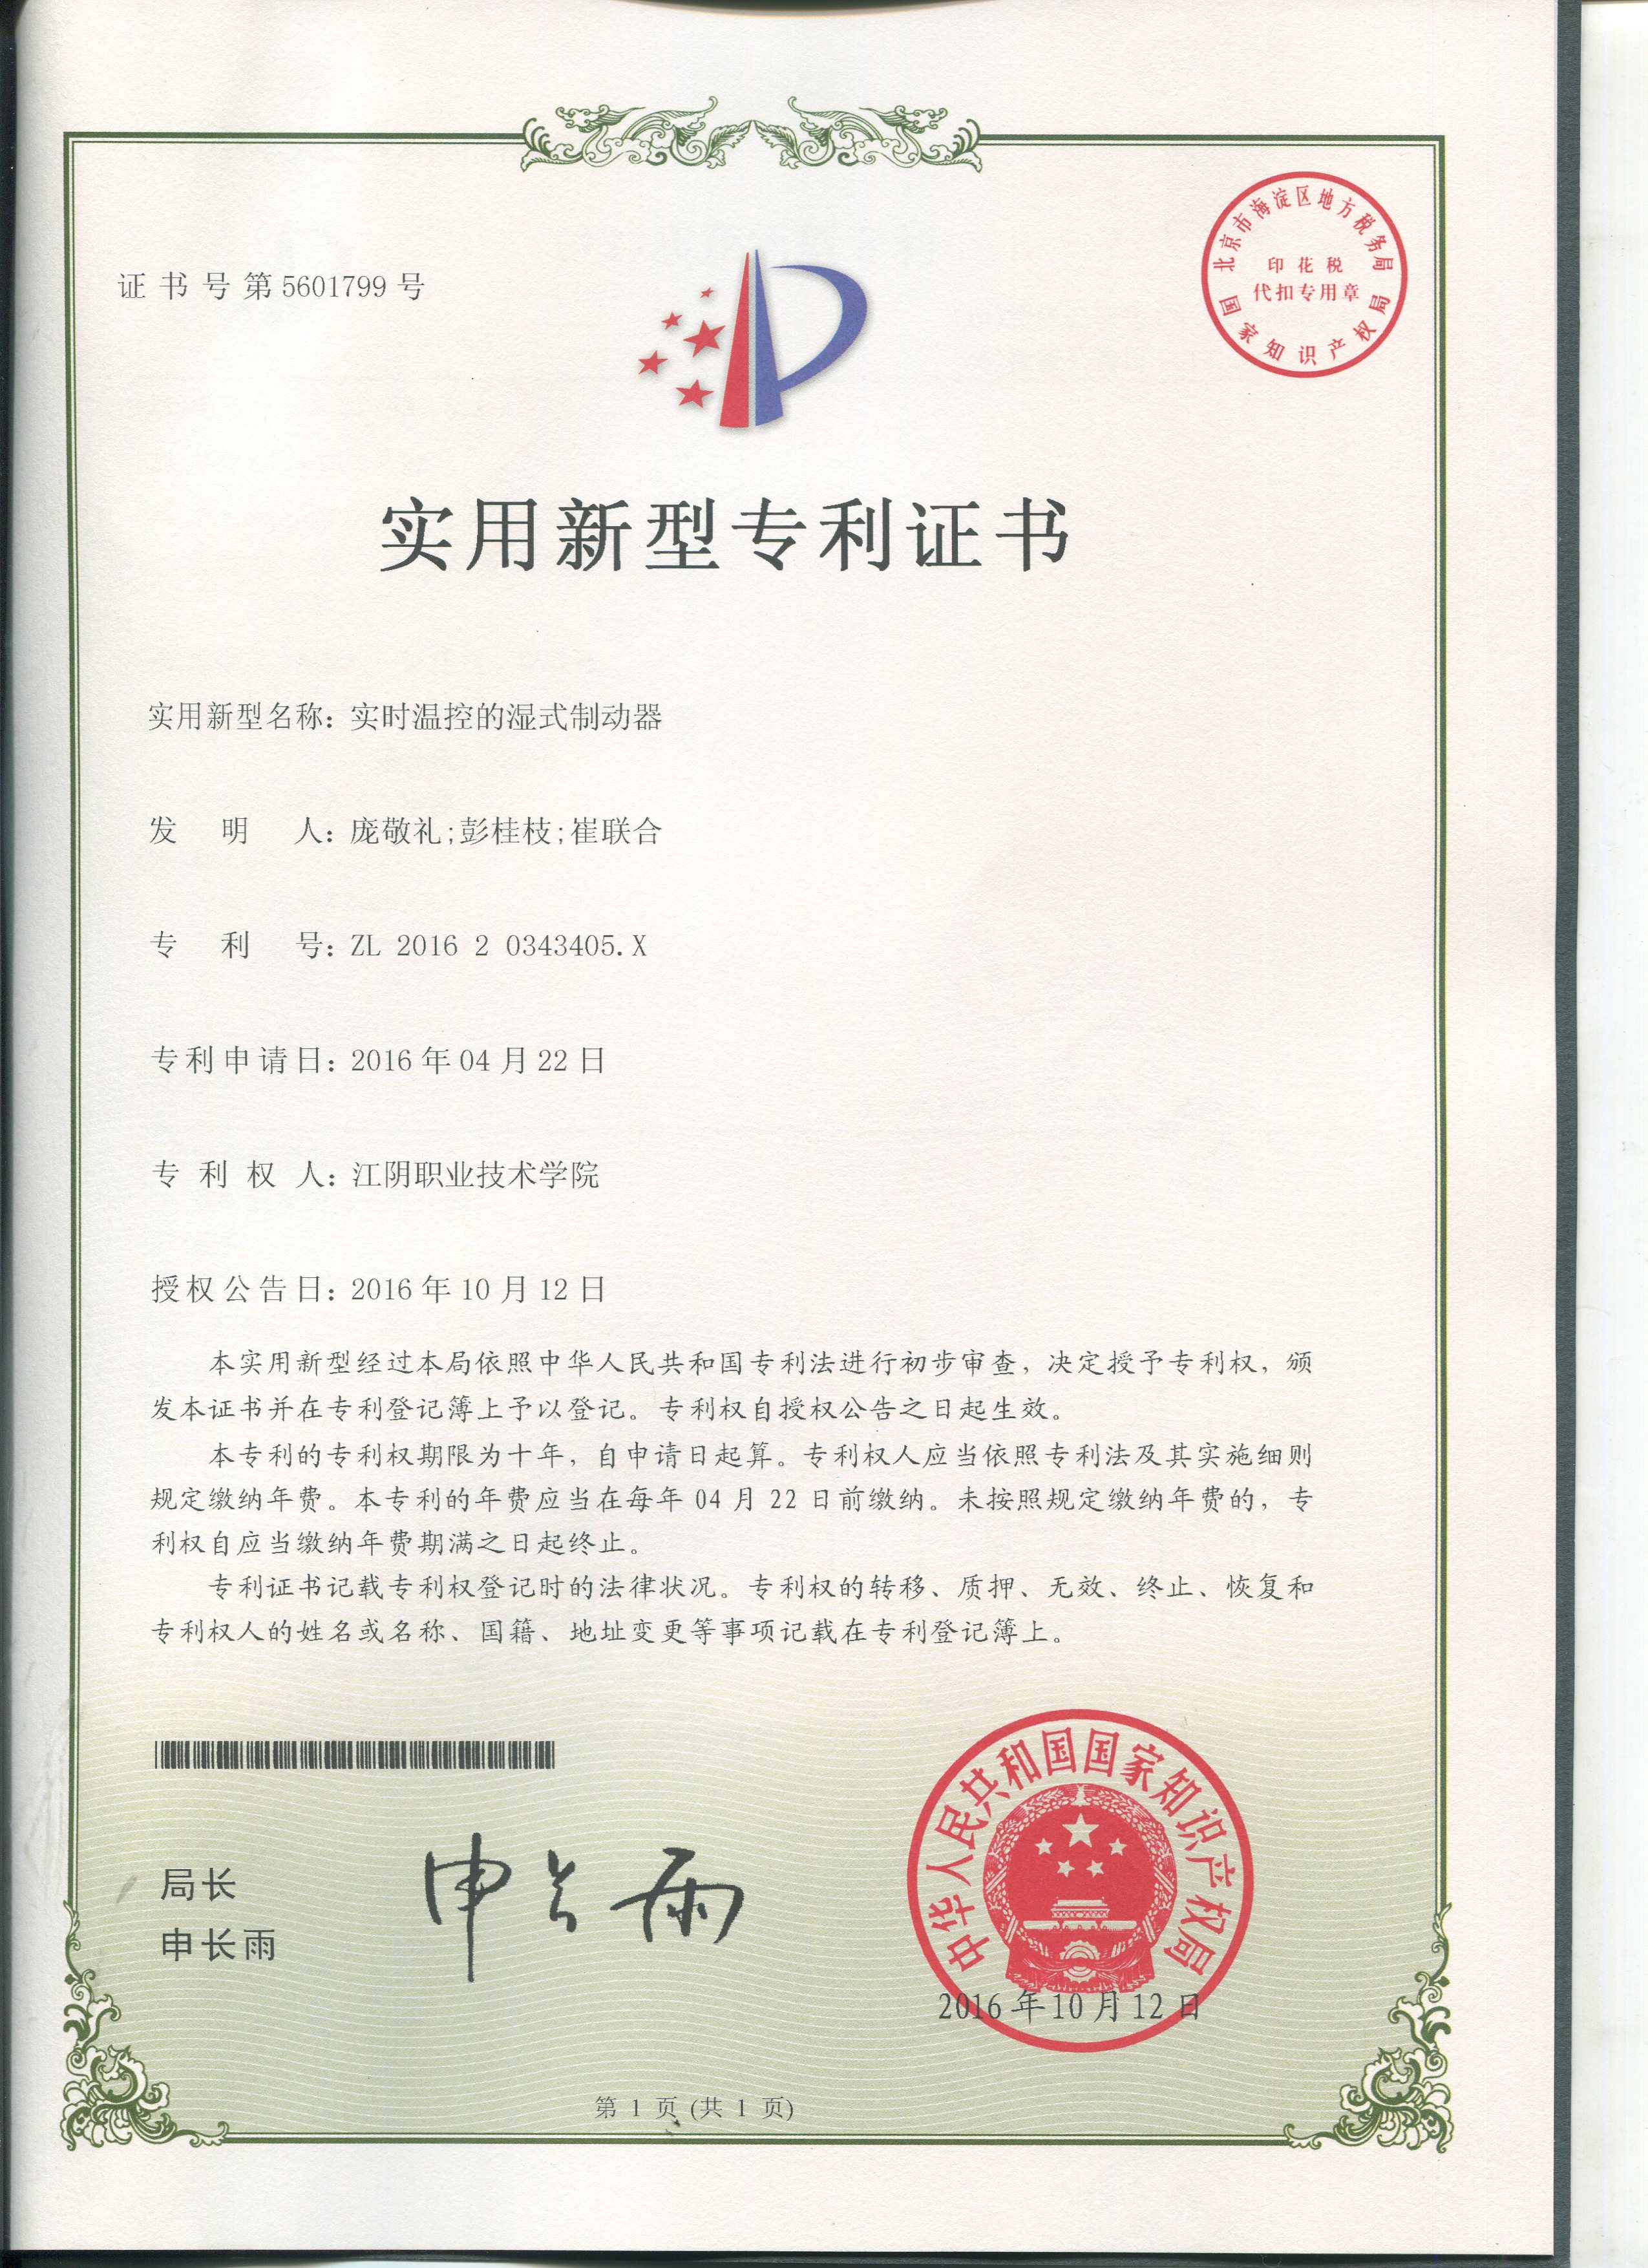 证书号第5601799号
北京市海淀区地方税务局
印花税
代扣专用章
国家知识产权局
实用新型专利证书
实用新型名称：实时温控的湿式制动器
发明人：庞敬礼;彭桂枝;崔联合
专利号：ZL 2016 2 0343405.X
专利申请日：2016年04月22日
专利权人：江阴职业技术学院
授权公告日：2016年10月12日
本实用新型经过本局依照中华人民共和国专利法进行初步审查，决定授予专利权，颁
发本证书并在专利登记簿上予以登记。专利权自授权公告之日起生效。
本专利的专利权期限为十年，自申请日起算。专利权人应当依照专利法及其实施细则
规定缴纳年费。本专利的年费应当在每年04月22日前缴纳。未按照规定缴纳年费的，专
利权自应当缴纳年费期满之日起终止。
专利证书记载专利权登记时的法律状况。专利权的转移、质押、无效、终止、恢复和
专利权人的姓名或名称、国籍、地址变更等事项记载在专利登记簿上。
局长
申长雨
申长雨
中华人民共和国国家知识产权局
2016年10月12日
第 1 页 (共 1 页)